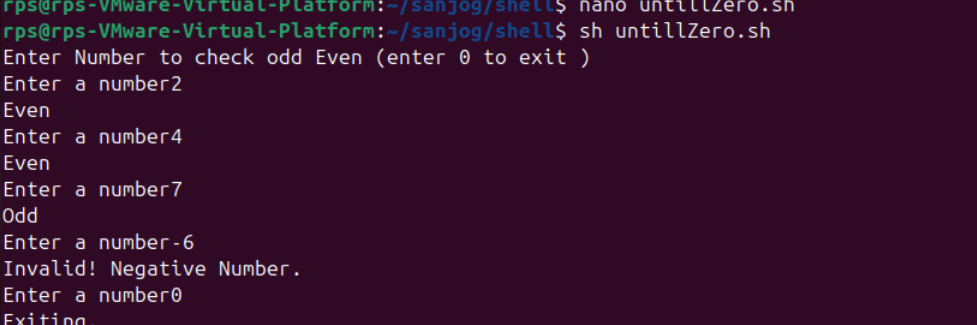 rps@rps-VMware-Virtual-Platform:~/sanjog/shell$ nano untillZero.sh
rps@rps-VMware-Virtual-Platform:~/sanjog/shell$ sh untillZero.sh
Enter Number to check odd Even (enter 0 to exit )
Enter a number2
Even
Enter a number4
Even
Enter a number7
Odd
Enter a number-6
Invalid! Negative Number.
Enter a number0
Exiting.